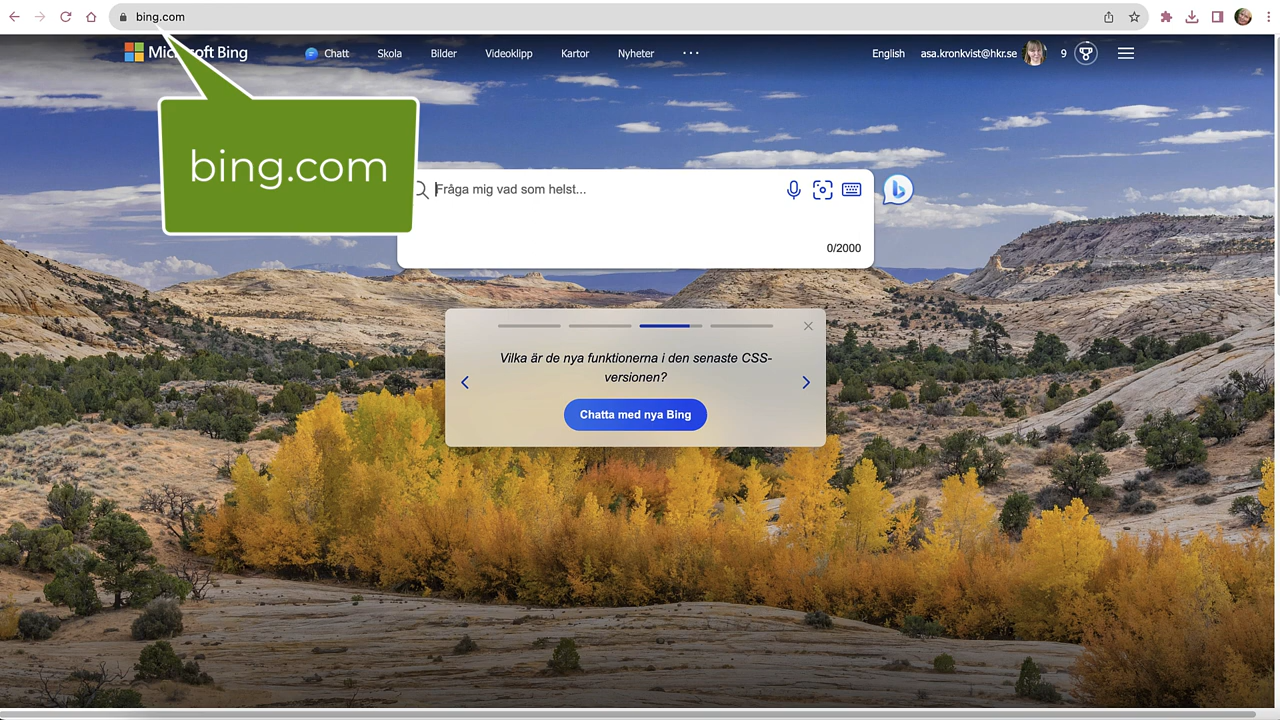 bing.com
Microsoft Bing
Chatt
Skola
Bilder
Videoklipp
Kartor
Nyheter
English
asa.kronkvist@hkr.se
9
bing.com
Fråga mig vad som helst...
0/2000
Vilka är de nya funktionerna i den senaste CSS-
versionen?
Chatta med nya Bing